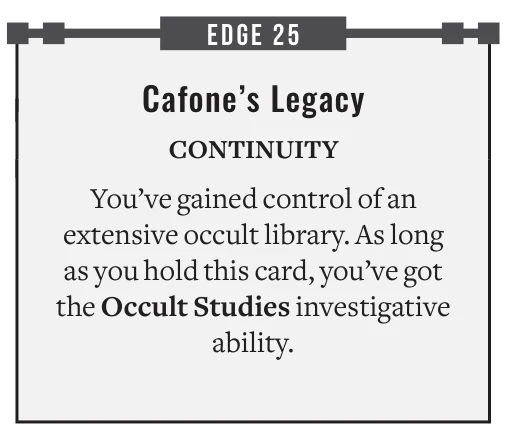 EDGE 25
Cafone’s Legacy
CONTINUITY
You’ve gained control of an
extensive occult library. As long
as you hold this card, you’ve got
the Occult Studies investigative
ability.